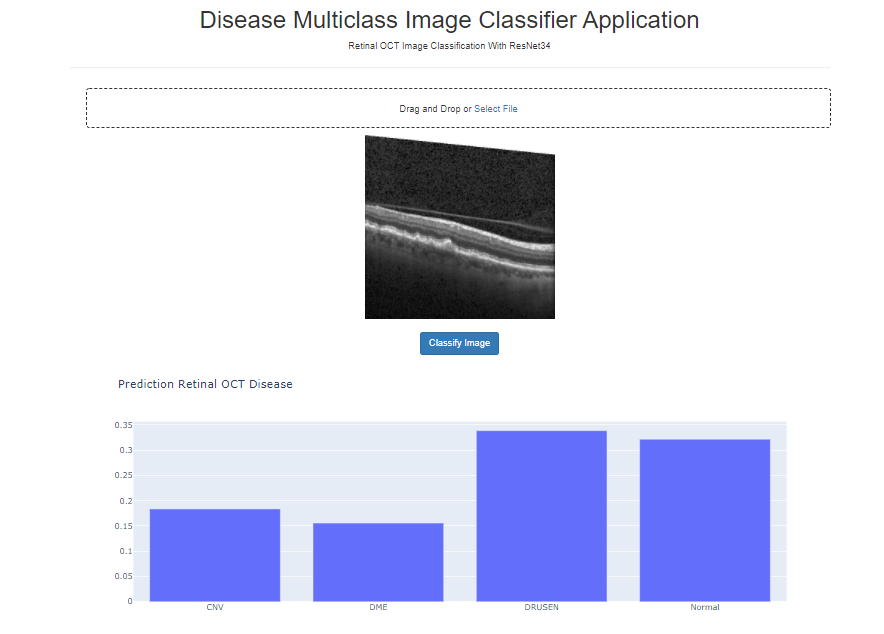 Disease Multiclass Image Classifier Application
Retinal OCT Image Classification With ResNet34
Drag and Drop or Select File
Classify Image
Prediction Retinal OCT Disease
0.35
0.3
0.25
0.2
0.15
0.1
0.05
0
CNV DME DRUSEN Normal